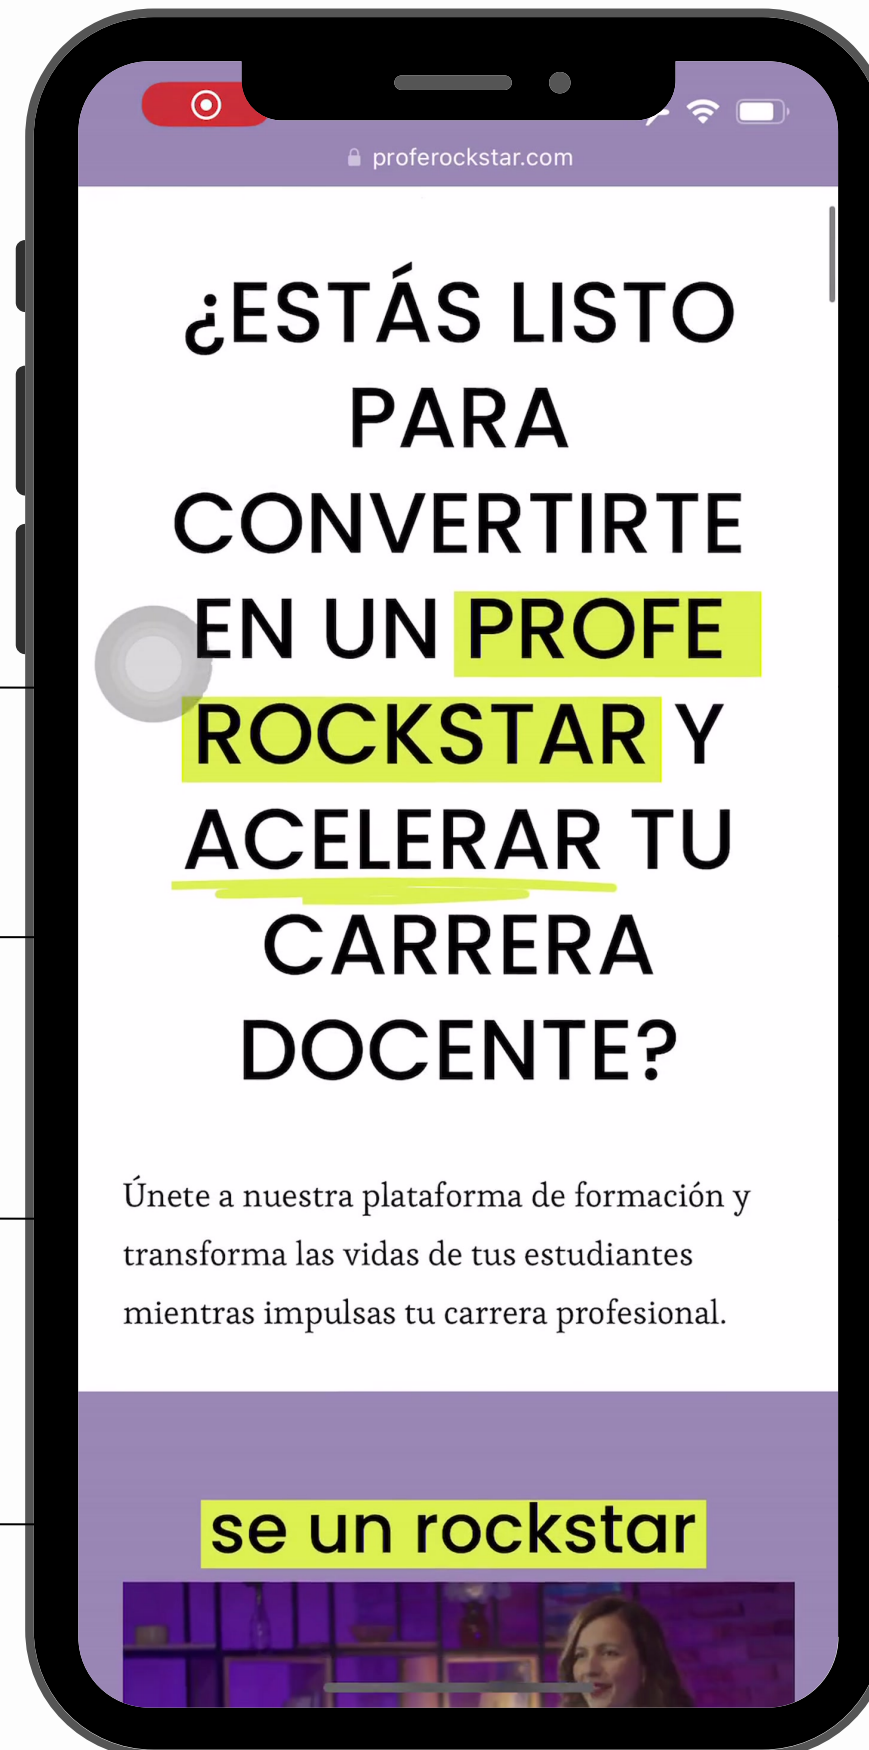 proferockstar.com
¿ESTÁS LISTO
PARA
CONVERTIRTE
EN UN PROFE
ROCKSTAR Y
ACELERAR TU
CARRERA
DOCENTE?
Únete a nuestra plataforma de formación y
transforma las vidas de tus estudiantes
mientras impulsas tu carrera profesional.
se un rockstar